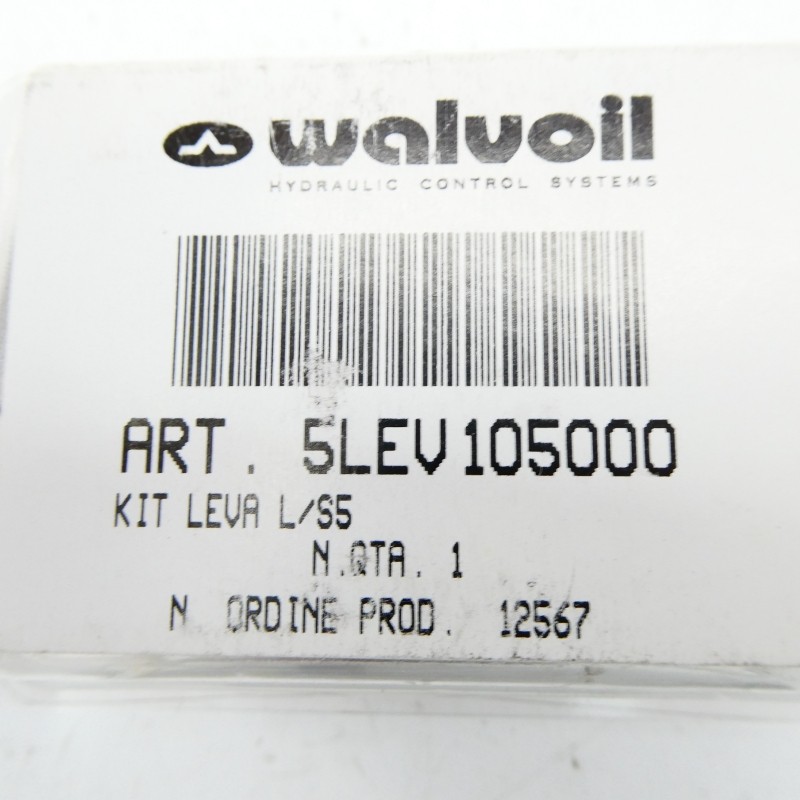 walvoil
HYDRAULIC CONTROL SYSTEMS
ART. 5LEV105000
KIT LEVA L/S5
N.QTA. 1
N ORDINE PROD. 12567